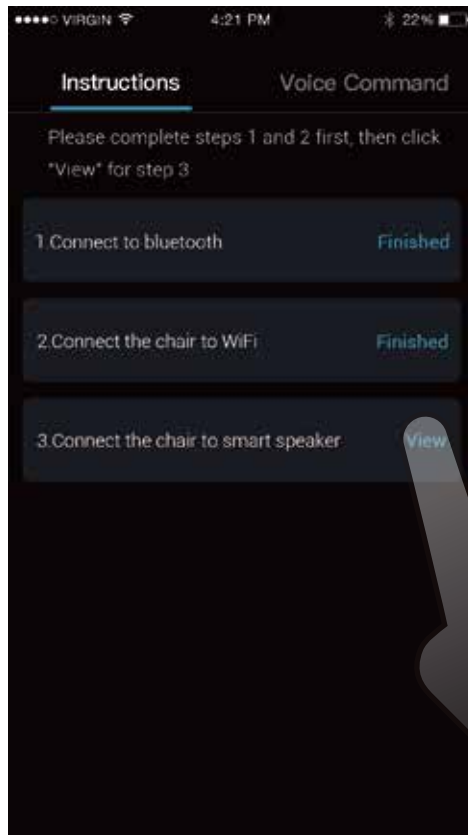 VIRGIN 4:21 PM 22%
Instructions Voice Command
Please complete steps 1 and 2 first, then click
"View" for step 3
1.Connect to bluetooth Finished
2.Connect the chair to WiFi Finished
3.Connect the chair to smart speaker View